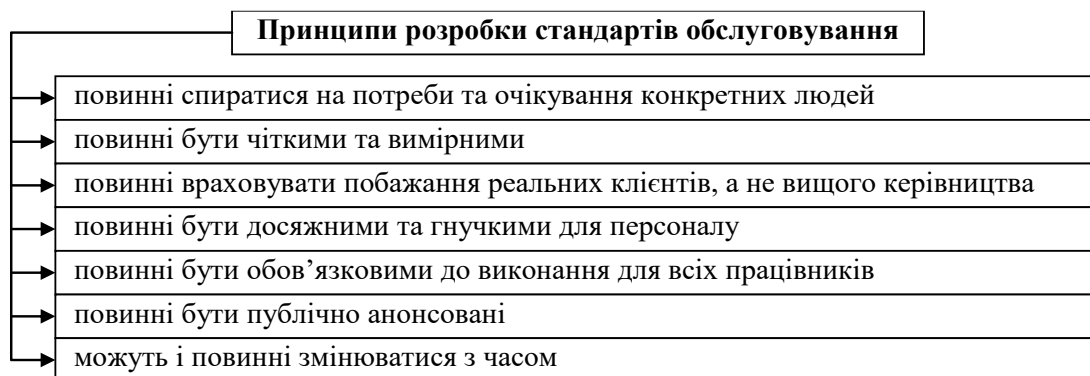 Принципи розробки стандартів обслуговування
повинні спиратися на потреби та очікування конкретних людей
повинні бути чіткими та вимірними
повинні враховувати побажання реальних клієнтів, а не вищого керівництва
повинні бути досяжними та гнучкими для персоналу
повинні бути обов’язковими до виконання для всіх працівників
повинні бути публічно анонсовані
можуть і повинні змінюватися з часом